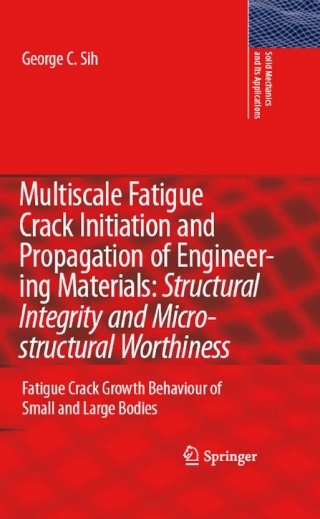 George C. Sih
Solid Mechanics
and Its Applications
Multiscale Fatigue
Crack Initiation and
Propagation of Engineer-
ing Materials: Structural
Integrity and Micro-
structural Worthiness
Fatigue Crack Growth Behaviour of
Small and Large Bodies
Springer